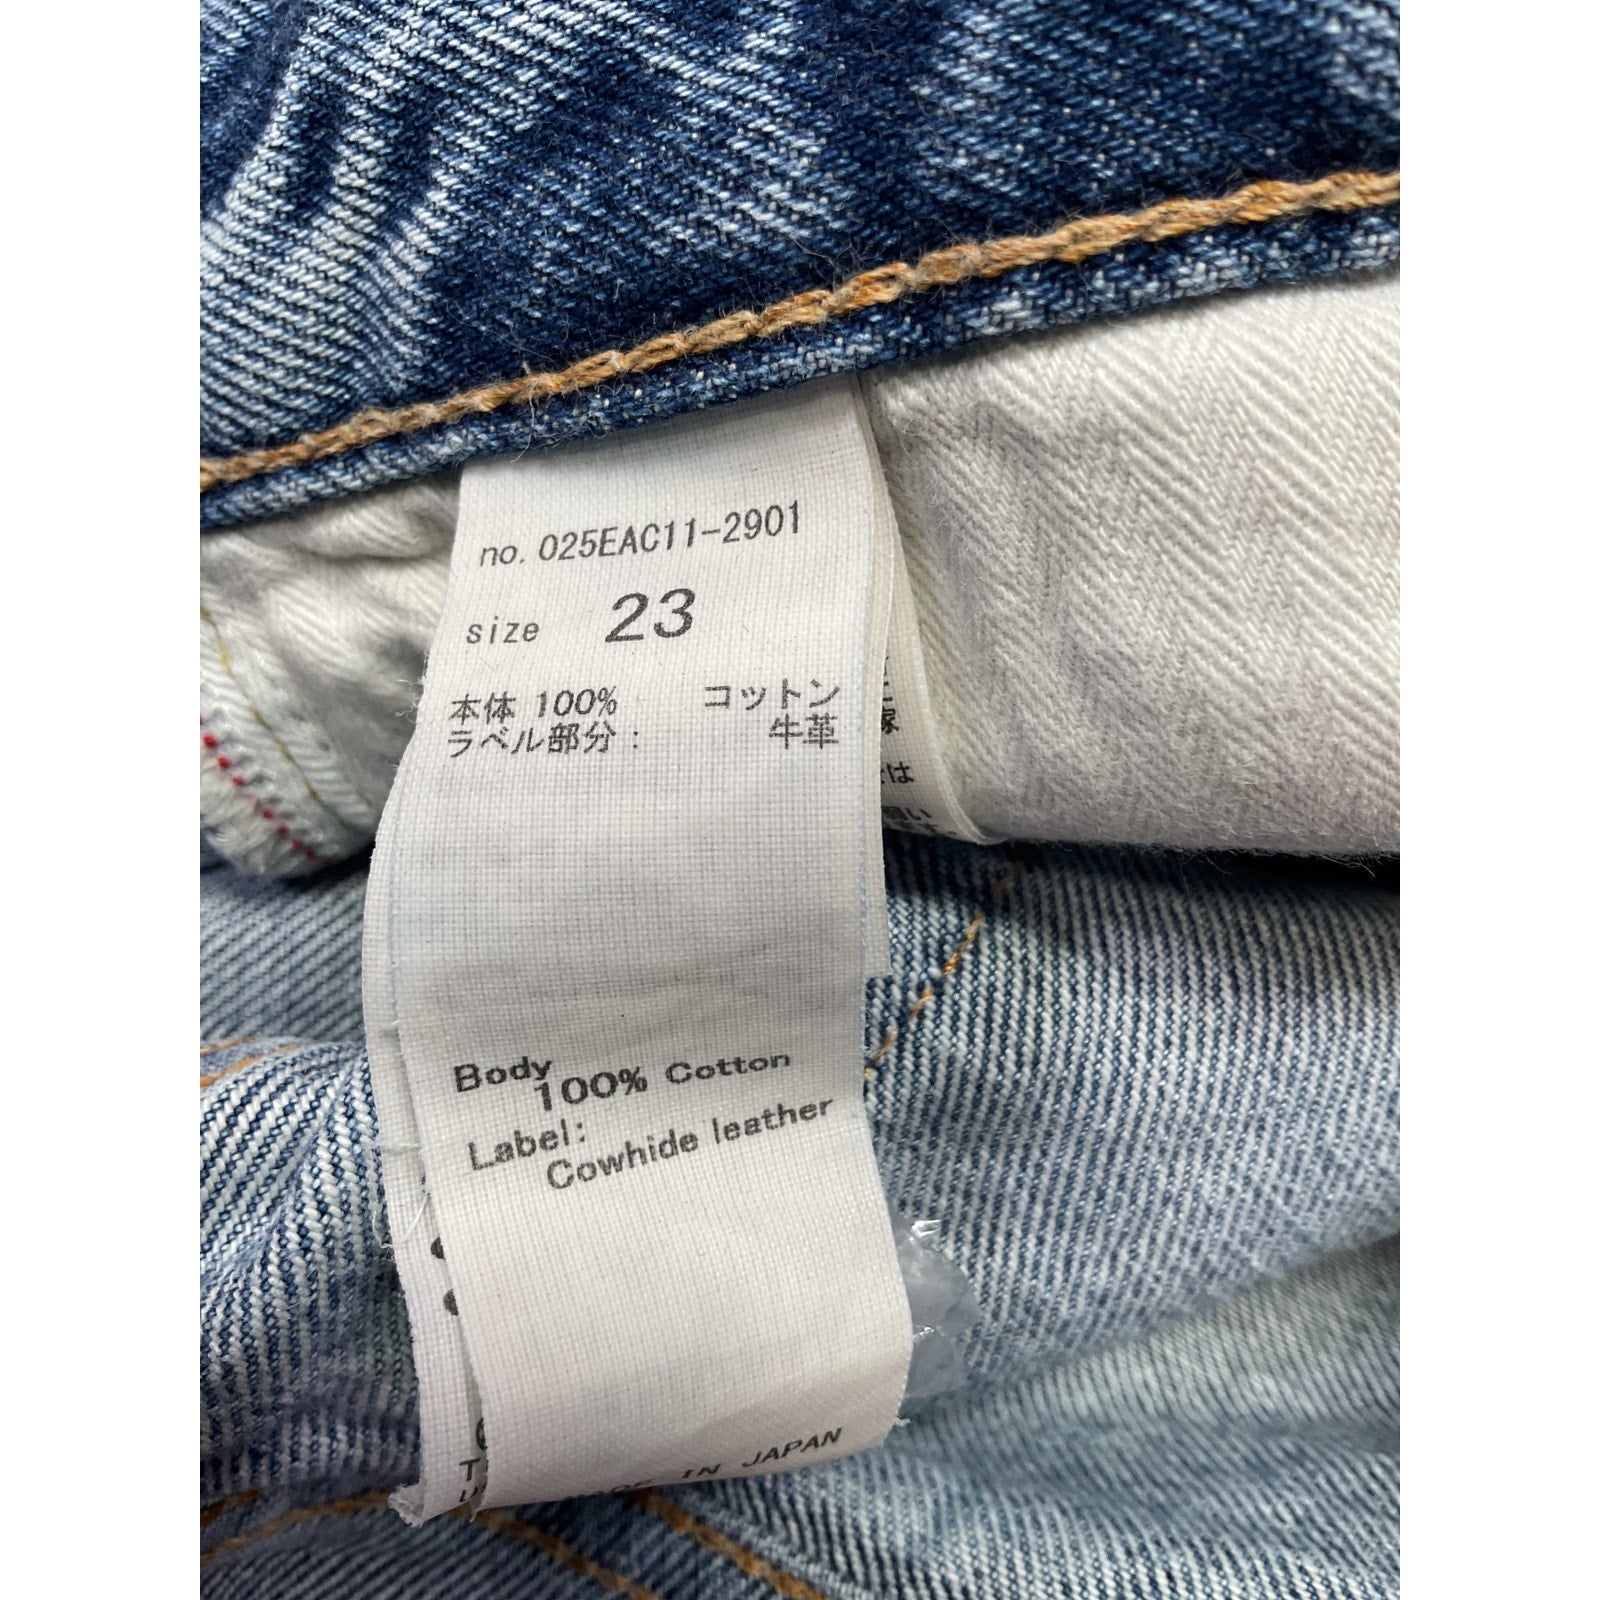 no. 025EAC11-2901
size 23
本体 100% コットン
ラベル部分： 牛革
Body
100% Cotton
Label:
Cowhide leather
IN JAPAN